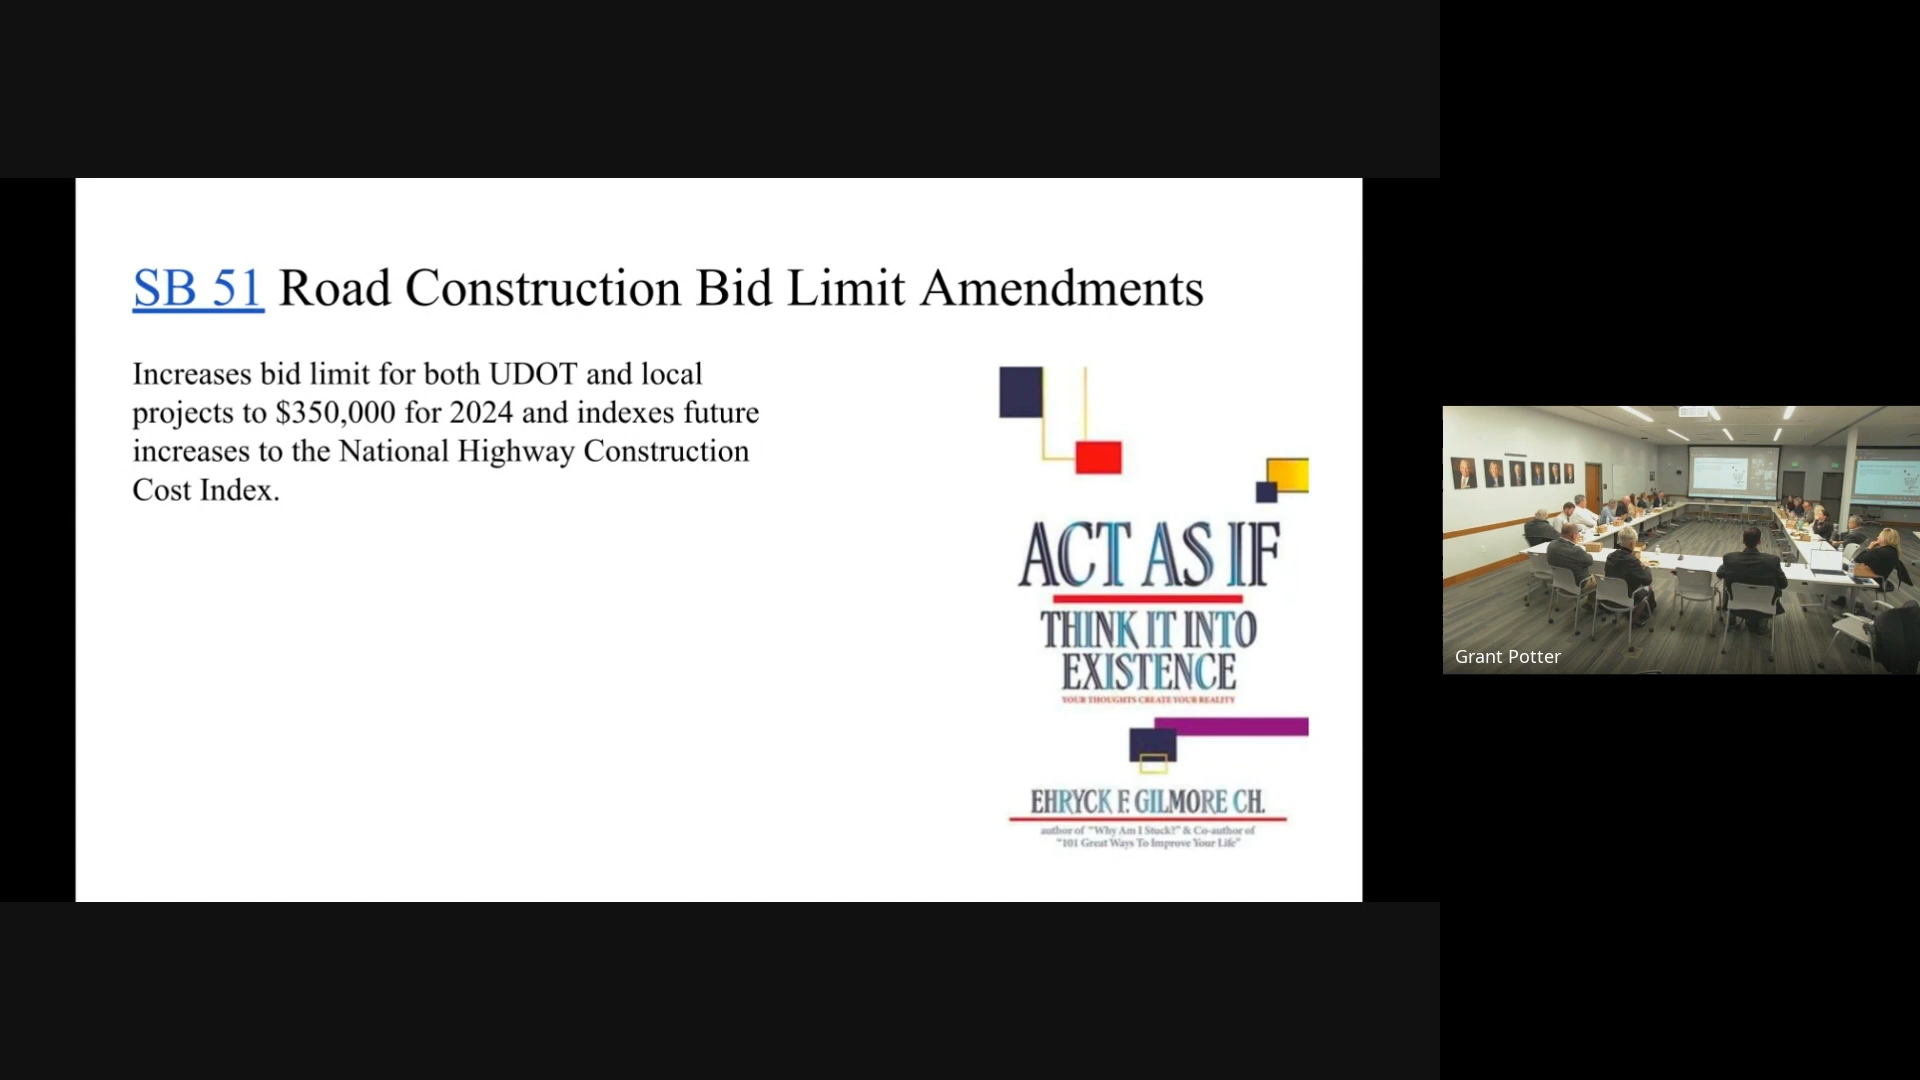 SB 51 Road Construction Bid Limit Amendments
Increases bid limit for both UDOT and local
projects to $350,000 for 2024 and indexes future
increases to the National Highway Construction
Cost Index.
ACT AS IF
THINK IT INTO
EXISTENCE
YOUR THOUGHTS CREATE YOUR REALITY
EHRYCK F. GILMORE CH.
author of "Why Am I Stuck?" & Co-author of
"101 Great Ways To Improve Your Life"
Grant Potter